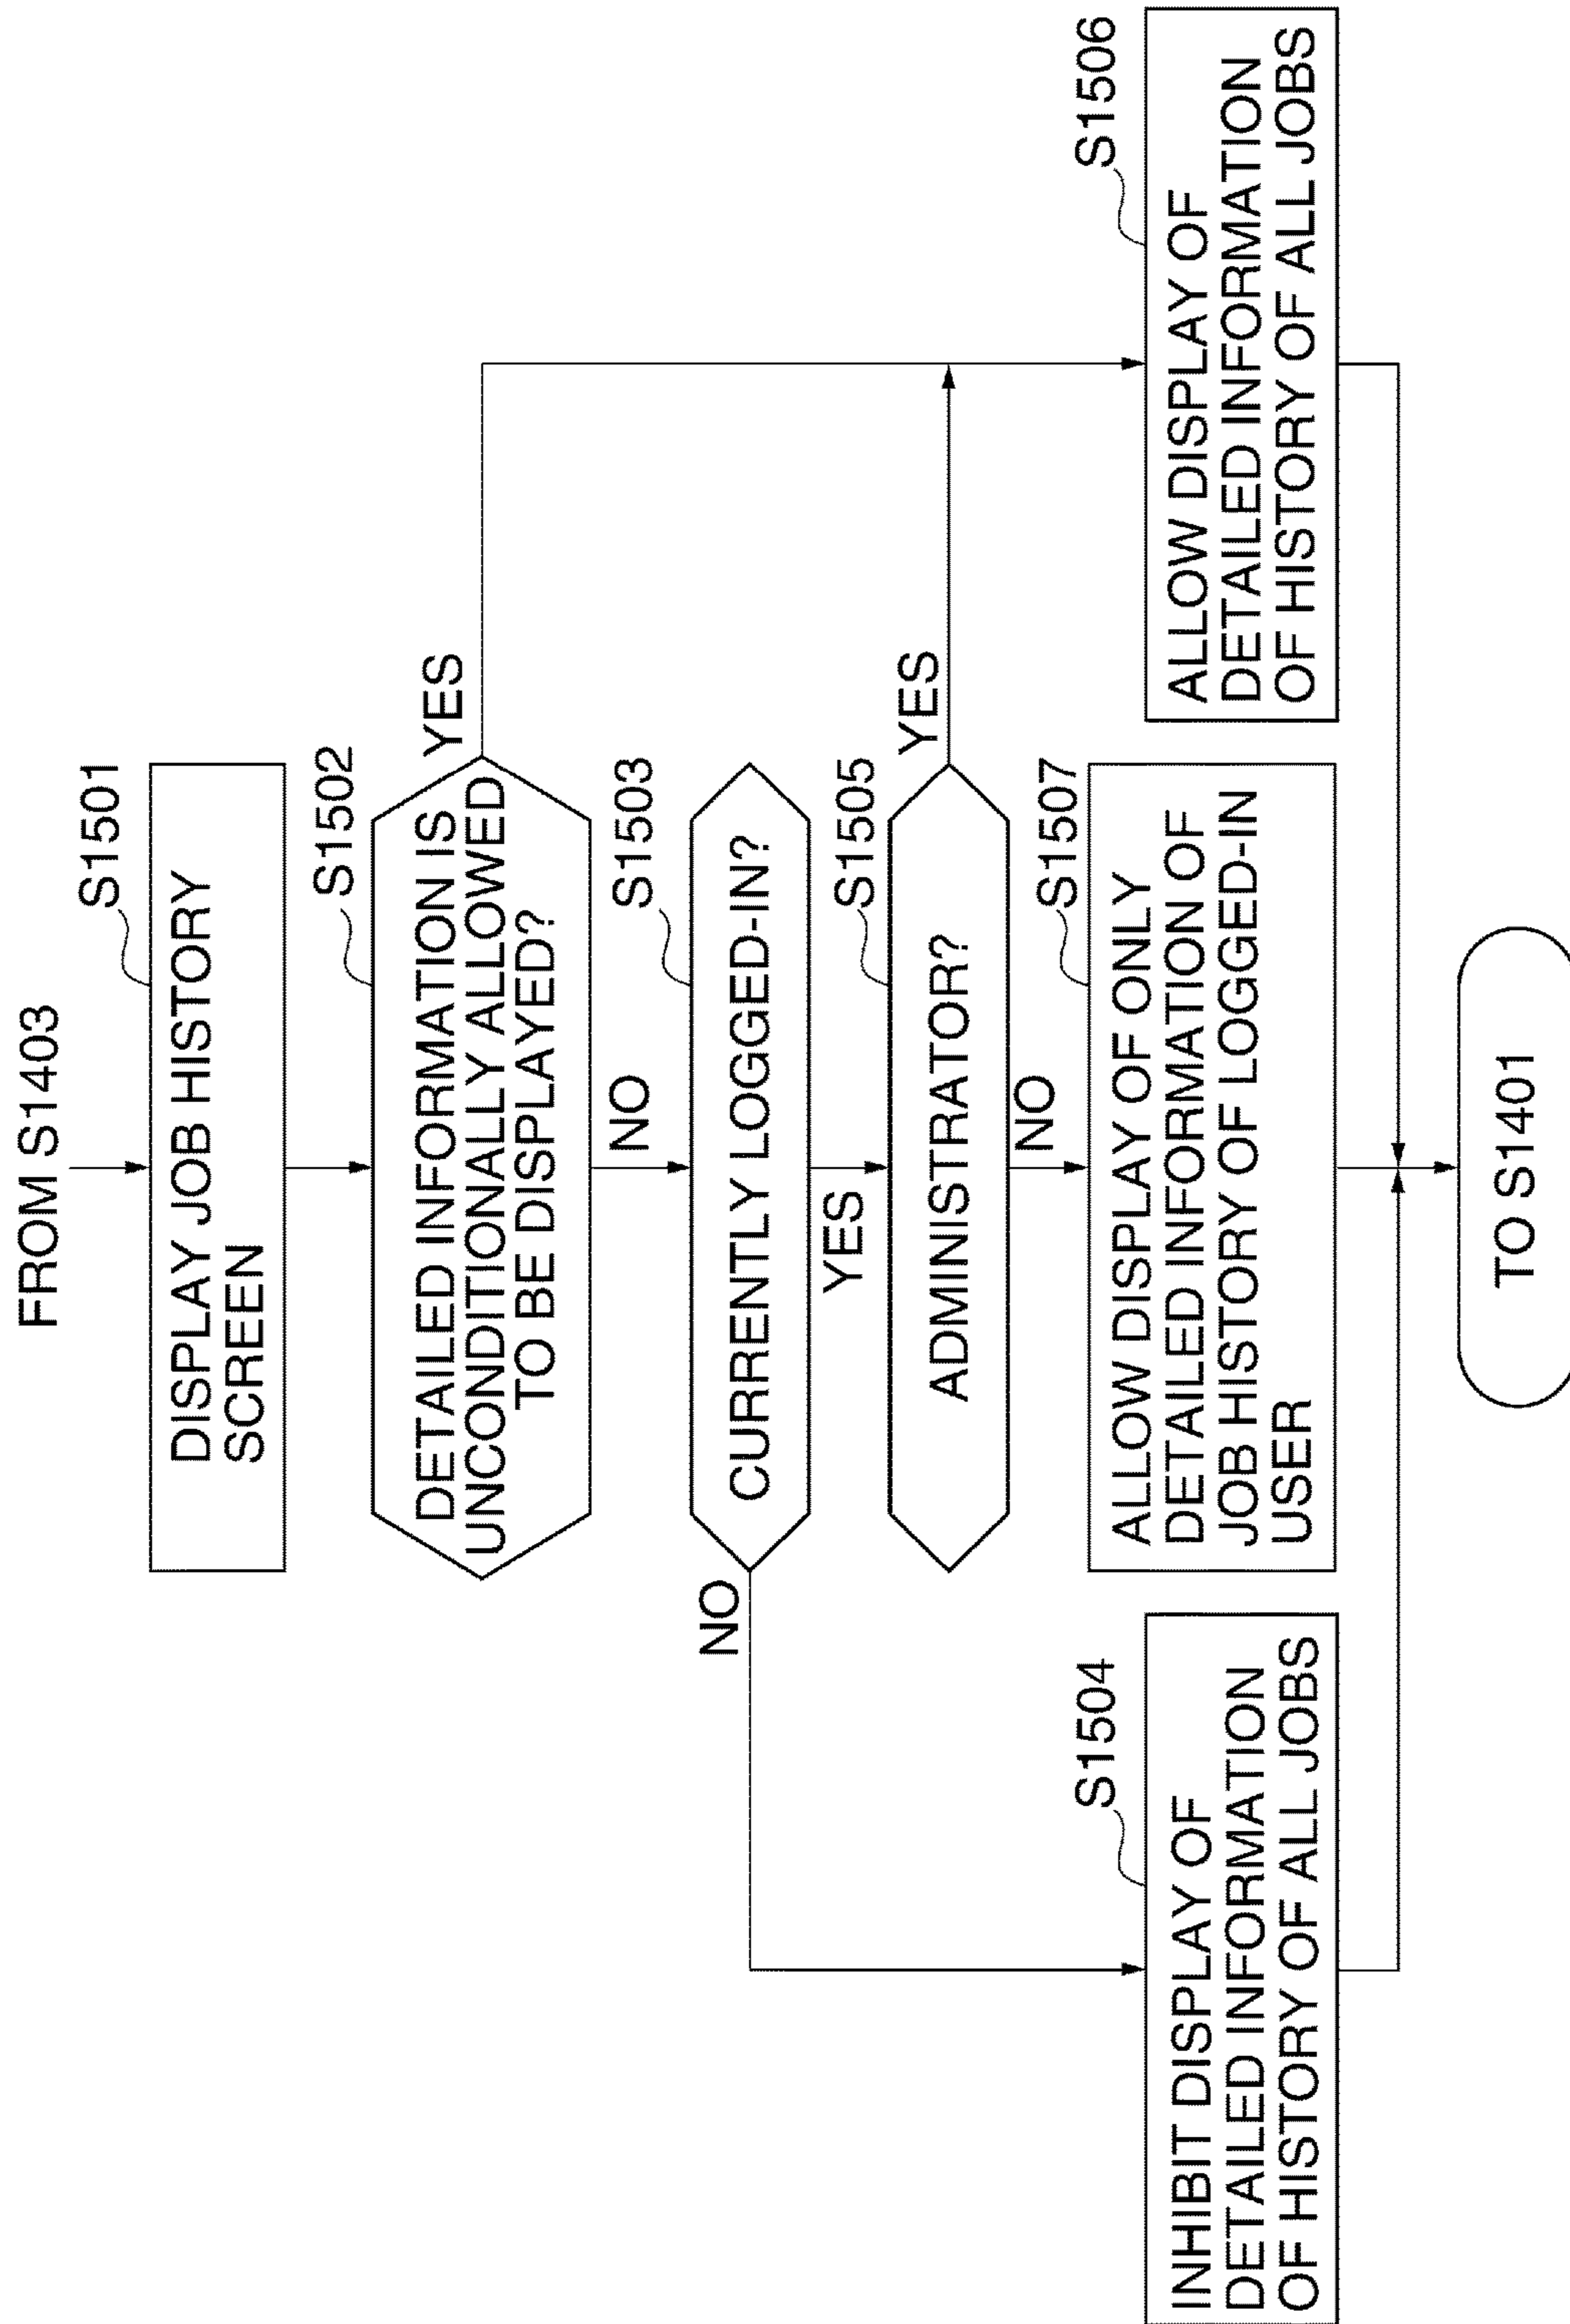 FROM S1403
S1501
DISPLAY JOB HISTORY
SCREEN
S1502
DETAILED INFORMATION IS
UNCONDITIONALLY ALLOWED
TO BE DISPLAYED?
YES
NO
S1503
CURRENTLY LOGGED-IN?
NO
YES
S1505
ADMINISTRATOR?
YES
NO
S1504
INHIBIT DISPLAY OF
DETAILED INFORMATION
OF HISTORY OF ALL JOBS
S1507
ALLOW DISPLAY OF ONLY
DETAILED INFORMATION OF
JOB HISTORY OF LOGGED-IN
USER
S1506
ALLOW DISPLAY OF
DETAILED INFORMATION
OF HISTORY OF ALL JOBS
TO S1401